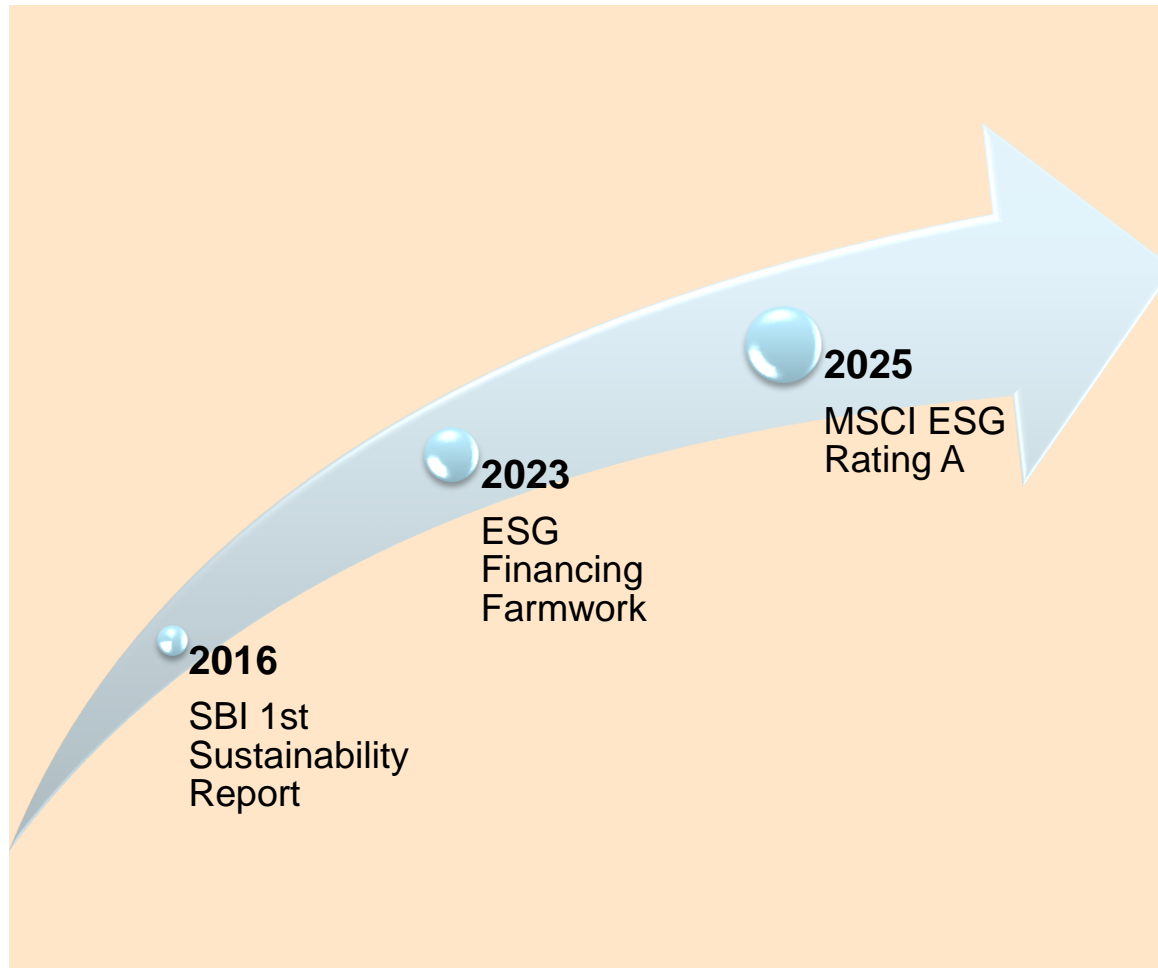 2016
SBI 1st
Sustainability
Report
2023
ESG
Financing
Farmwork
2025
MSCI ESG
Rating A